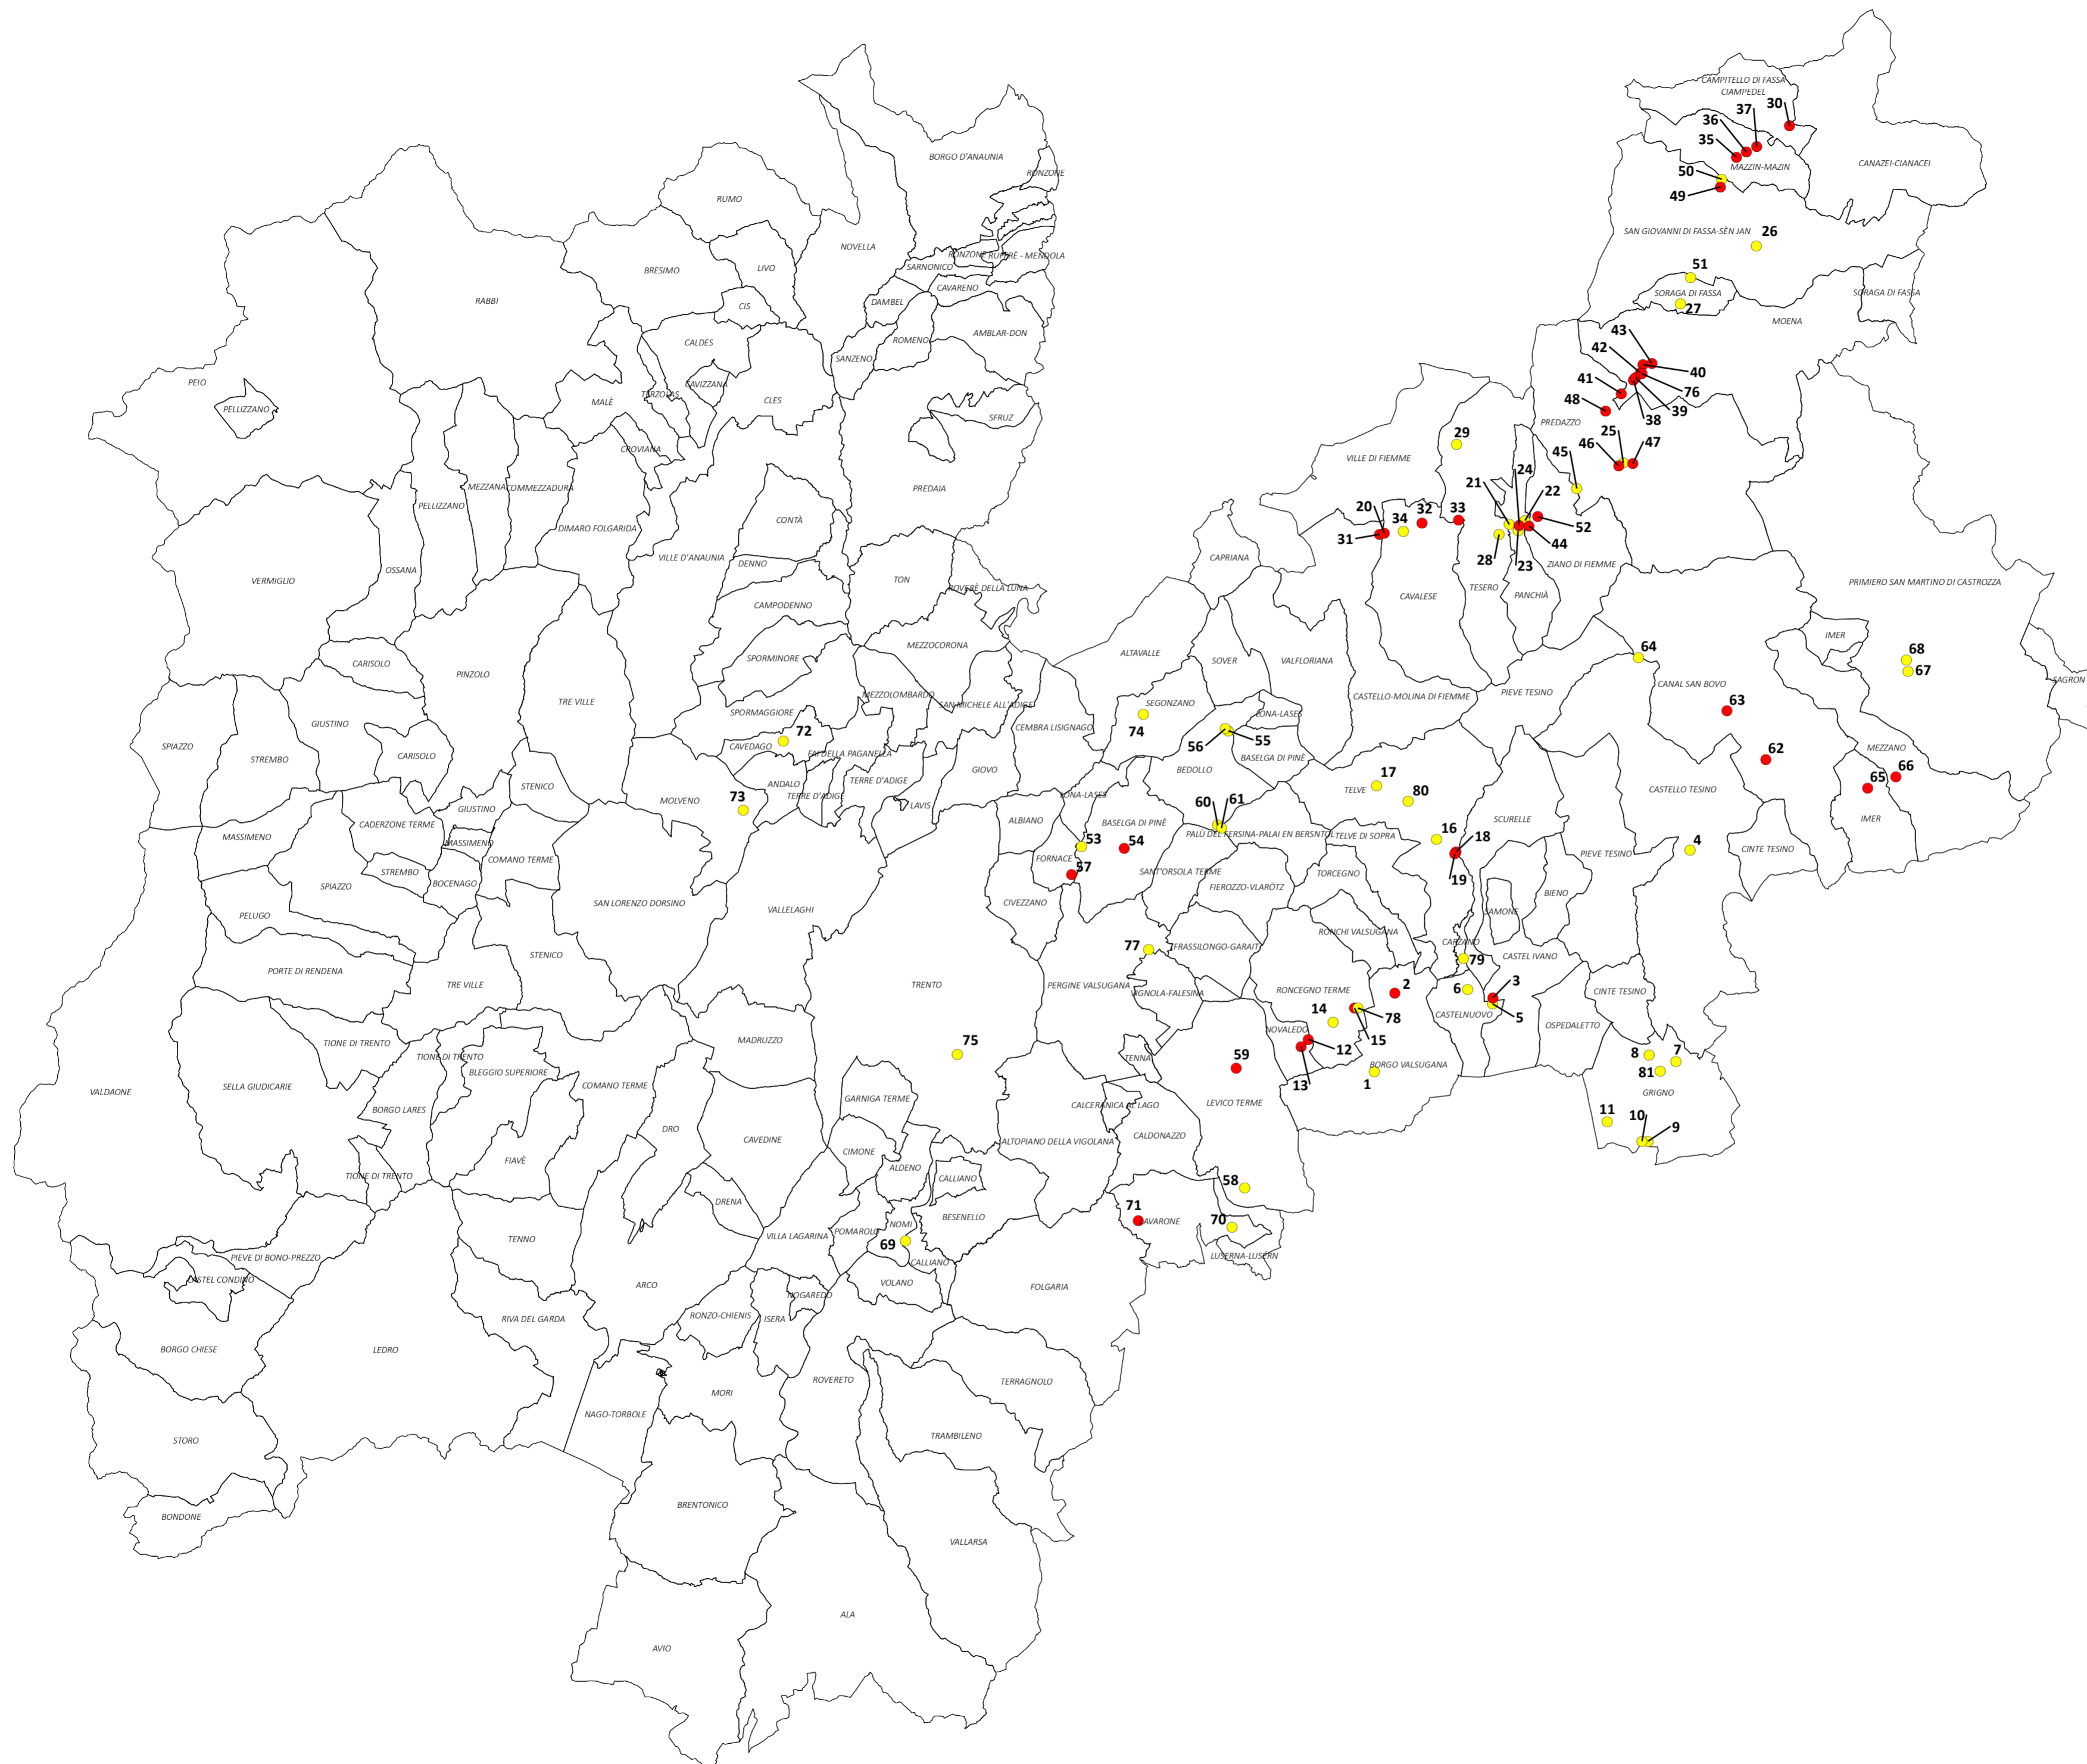 CAMPITELLO DI FASSA
CIAMPEDEL
30
37
36
35
MAZZIN-MAZIN
CANAZEI-CIANACEI
50
49
BORGO D'ANAUNIA
RONZONE
RUMO
NOVELLA
SAN GIOVANNI DI FASSA-SÈN JAN
26
RONZONE
RUFFRÈ - MENDOLA
SARNONICO
BRESIMO
LIVO
51
CAVARENO
RABBI
CIS
DAMBEL
SORAGA DI FASSA
SORAGA DI FASSA
27
MOENA
AMBLAR-DON
CALDES
ROMENO
43
42
SANZENO
40
PEIO
CAVIZZANA
41
76
TERZOLAS
MALÈ
CLES
48
39
PELLIZZANO
SFRUZ
38
PREDAZZO
29
25
47
46
45
CROVIANA
VILLE DI FIEMME
24
21
22
MEZZANA
COMMEZZADURA
PREDAIA
PELLIZZANO
20
34
32
33
52
CONTÀ
DIMARO FOLGARIDA
31
44
28
23
VILLE D'ANAUNIA
DENNO
ZIANO DI FIEMME
OSSANA
CAPRIANA
VERMIGLIO
TON
ROVERÈ DELLA LUNA
PRIMIERO SAN MARTINO DI CASTROZZA
TESERO
PANCHIÀ
CAVALESE
CAMPODENNO
IMER
MEZZOCORONA
ALTAVALLE
SPORMINORE
SOVER
VALFLORIANA
64
68
67
CARISOLO
PINZOLO
CANAL SAN BOVO
SAGRON
TRE VILLE
MEZZOLOMBARDO
CASTELLO-MOLINA DI FIEMME
PIEVE TESINO
SAN MICHELE ALL'ADIGE
SPORMAGGIORE
SEGONZANO
LONA-LASES
63
GIUSTINO
CEMBRA LISIGNAGO
74
72
56
55
SPIAZZO
CAVEDAGO
FAI DELLA PAGANELLA
MEZZANO
STREMBO
CARISOLO
BASELGA DI PINÈ
62
GIOVO
BEDOLLO
66
65
STENICO
ANDALO
TERRE D'ADIGE
17
TELVE
80
CASTELLO TESINO
TERRE D'ADIGE
LONA-LASES
MOLVENO
73
LAVIS
60
61
GIUSTINO
IMER
CADERZONE TERME
ALBIANO
BASELGA DI PINÈ
SCURELLE
MASSIMENO
MASSIMENO
53
54
PALÙ DEL FERSINA-PALAI EN BERSNTOL
TELVE DI SOPRA
16
18
4
CINTE TESINO
COMANO TERME
FORNACE
PIEVE TESINO
STREMBO
57
SANT'ORSOLA TERME
TORCEGNO
19
SPIAZZO
BOCENAGO
FIEROZZO-VLARÖTZ
BIENO
CIVEZZANO
SAN LORENZO DORSINO
VALLELAGHI
SAMONE
PELUGO
RONCHI VALSUGANA
77
FRASSILONGO-GARAIT
CARZANO
STENICO
79
CASTEL IVANO
PORTE DI RENDENA
TRE VILLE
TRENTO
PERGINE VALSUGANA
VIGNOLA-FALESINA
RONCEGNO TERME
2
6
3
CINTE TESINO
14
78
CASTELNUOVO
5
OSPEDALETTO
NOVALEDO
15
TIONE DI TRENTO
MADRUZZO
75
12
TIONE DI TRENTO
TENNA
59
8
7
BLEGGIO SUPERIORE
BORGO VALSUGANA
81
SELLA GIUDICARIE
COMANO TERME
13
1
VALDAONE
GRIGNO
GARNIGA TERME
CALCERANICA AL LAGO
LEVICO TERME
BORGO LARES
11
10
9
DRO
CAVEDINE
ALTOPIANO DELLA VIGOLANA
CALDONAZZO
CIMONE
FIAVÈ
ALDENO
TIONE DI TRENTO
CALLIANO
58
DRENA
BESENELLO
71
LAVARONE
70
NOMI
POMAROLO
VILLA LAGARINA
TENNO
69
PIEVE DI BONO-PREZZO
LUSERNA-LUSÉRN
CALLIANO
CASTEL CONDINO
VOLANO
ARCO
FOLGARIA
NOGAREDO
RONZO-CHIENIS
ISERA
RIVA DEL GARDA
BORGO CHIESE
LEDRO
ROVERETO
TERRAGNOLO
MORI
NAGO-TORBOLE
STORO
TRAMBILENO
BRENTONICO
BONDONE
VALLARSA
ALA
AVIO